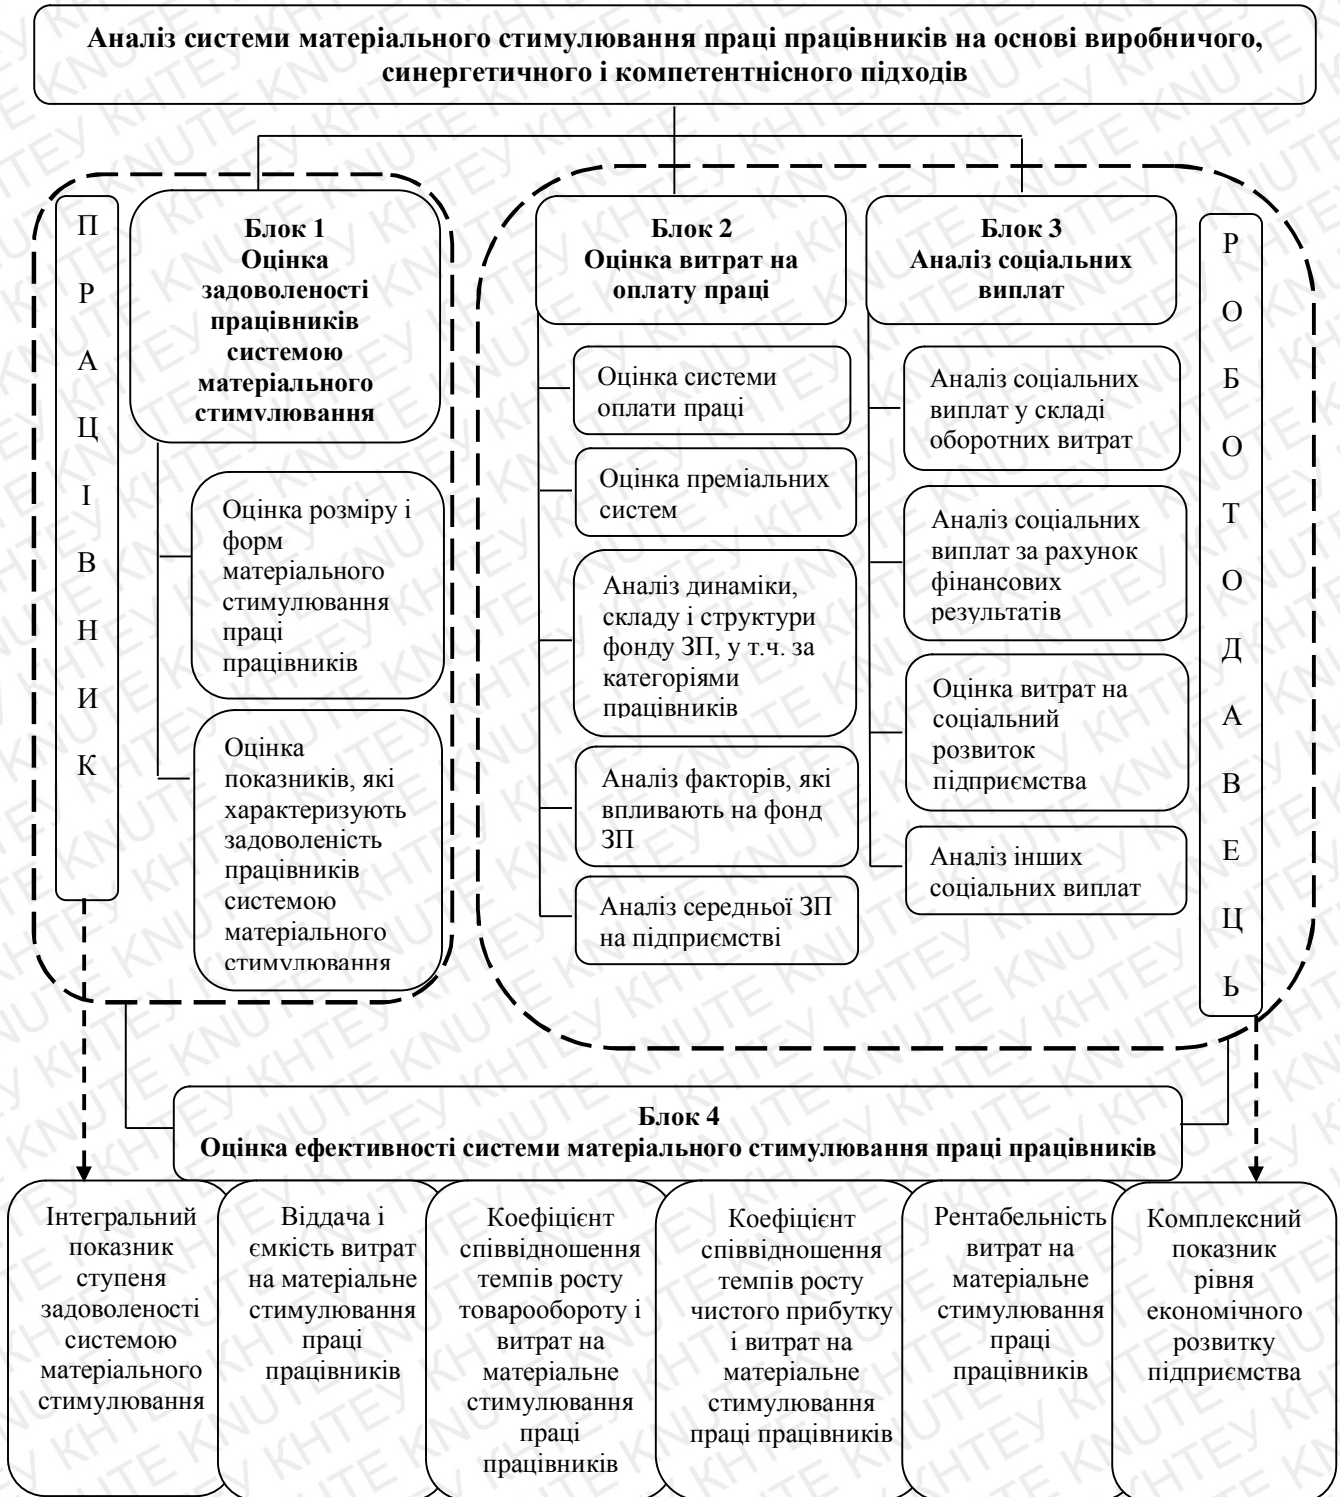 Аналіз системи матеріального стимулювання праці працівників на основі виробничого,
синергетичного і компетентнісного підходів
П
Р
А
Ц
І
В
Н
И
К
Блок 1
Оцінка
задоволеності
працівників
системою
матеріального
стимулювання
Оцінка розміру і
форм
матеріального
стимулювання
праці
працівників
Оцінка
показників, які
характеризують
задоволеність
працівників
системою
матеріального
стимулювання
Блок 2
Оцінка витрат на
оплату праці
Оцінка системи
оплати праці
Оцінка преміальних
систем
Аналіз динаміки,
складу і структури
фонду ЗП, у т.ч. за
категоріями
працівників
Аналіз факторів, які
впливають на фонд
ЗП
Аналіз середньої ЗП
на підприємстві
Блок 3
Аналіз соціальних
виплат
Аналіз соціальних
виплат у складі
оборотних витрат
Аналіз соціальних
виплат за рахунок
фінансових
результатів
Оцінка витрат на
соціальний
розвиток
підприємства
Аналіз інших
соціальних виплат
Р
О
Б
О
Т
О
Д
А
В
Е
Ц
Ь
Блок 4
Оцінка ефективності системи матеріального стимулювання праці працівників
Інтегральний
показник
ступеня
задоволеності
системою
матеріального
стимулювання
Віддача і
ємкість витрат
на матеріальне
стимулювання
праці
працівників
Коефіцієнт
співвідношення
темпів росту
товарообороту і
витрат на
матеріальне
стимулювання
праці
працівників
Коефіцієнт
співвідношення
темпів росту
чистого прибутку
і витрат на
матеріальне
стимулювання
праці працівників
Рентабельність
витрат на
матеріальне
стимулювання
праці
працівників
Комплексний
показник
рівня
економічного
розвитку
підприємства